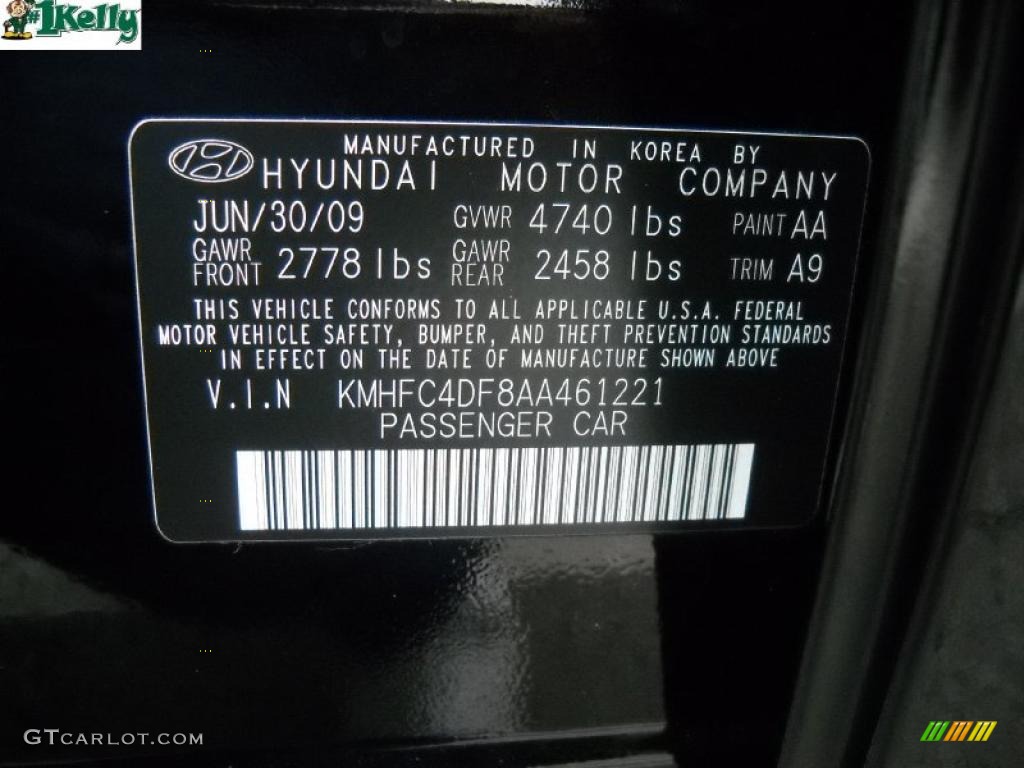 #1Kelly
MANUFACTURED IN KOREA BY
HYUNDAI MOTOR COMPANY
JUN/30/09 GVWR 4740 lbs PAINT AA
GAWR FRONT 2778 lbs GAWR REAR 2458 lbs TRIM A9
THIS VEHICLE CONFORMS TO ALL APPLICABLE U.S.A. FEDERAL
MOTOR VEHICLE SAFETY, BUMPER, AND THEFT PREVENTION STANDARDS
IN EFFECT ON THE DATE OF MANUFACTURE SHOWN ABOVE
V.I.N KMHFC4DF8AA461221
PASSENGER CAR
GTCARLOT.COM